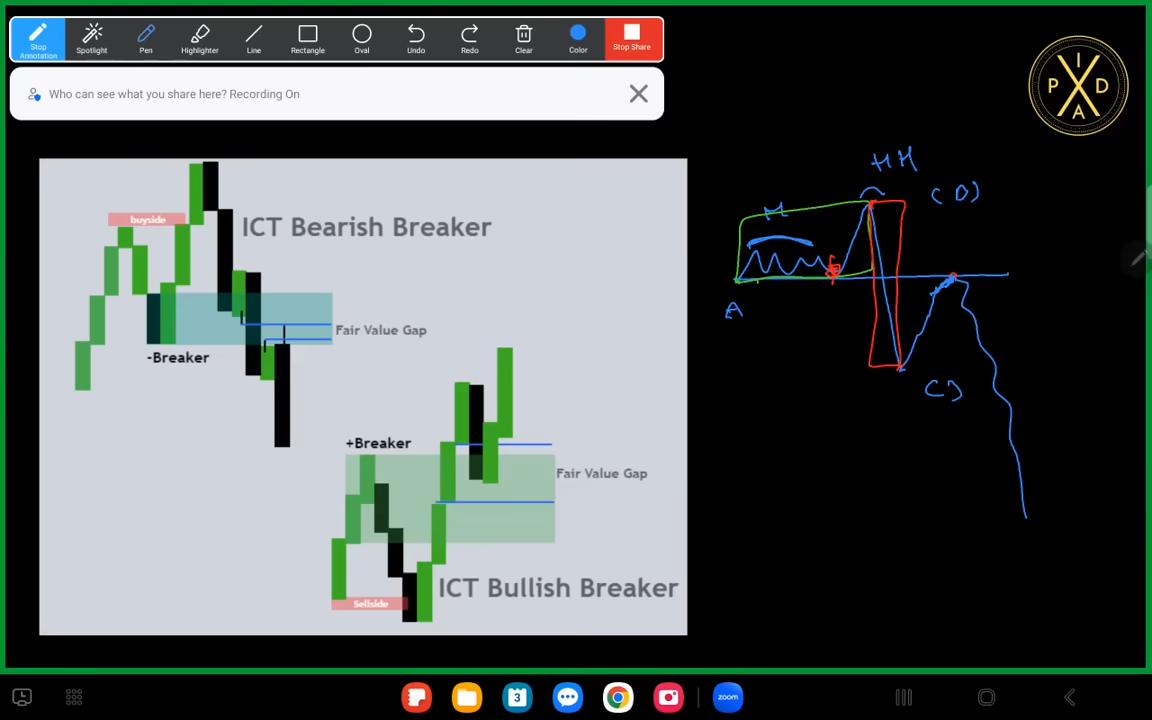 Stop
Annotation
Spotlight
Pen
Highlighter
Line
Rectangle
Oval
Undo
Redo
Clear
Color
Stop Share
Who can see what you share here? Recording On
I
P D
A
buyside
ICT Bearish Breaker
Fair Value Gap
-Breaker
+Breaker
Fair Value Gap
ICT Bullish Breaker
Sellside
HH
(D)
M
A
3
zoom